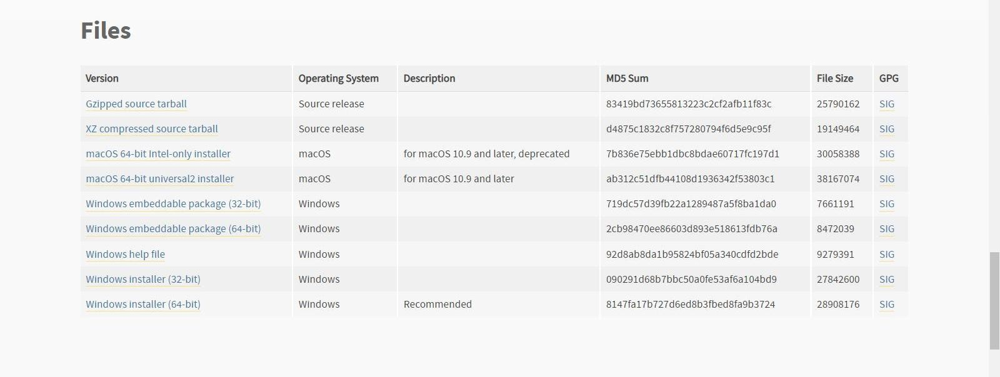 Files
Version Operating System Description MD5 Sum File Size GPG
Gzipped source tarball Source release 83419bd73655813223c2cf2afb11f83c 25790162 SIG
XZ compressed source tarball Source release d4875c1832c8f757280794f6d5e9c95f 19149464 SIG
macOS 64-bit Intel-only installer macOS for macOS 10.9 and later, deprecated 7b836e75ebb1dbc8bdae60717fc197d1 30058388 SIG
macOS 64-bit universal2 installer macOS for macOS 10.9 and later ab312c51dfb44108d1936342f53803c1 38167074 SIG
Windows embeddable package (32-bit) Windows 719dc57d39fb22a1289487a5f8ba1da0 7661191 SIG
Windows embeddable package (64-bit) Windows 2cb98470ee86603d893e518613fdb76a 8472039 SIG
Windows help file Windows 92d8ab8da1b95824bf05a340cdfd2bde 9279391 SIG
Windows installer (32-bit) Windows 090291d68b7bbc50a0fe53af6a104bd9 27842600 SIG
Windows installer (64-bit) Windows Recommended 8147fa17b727d6ed8b3fbed8fa9b3724 28908176 SIG